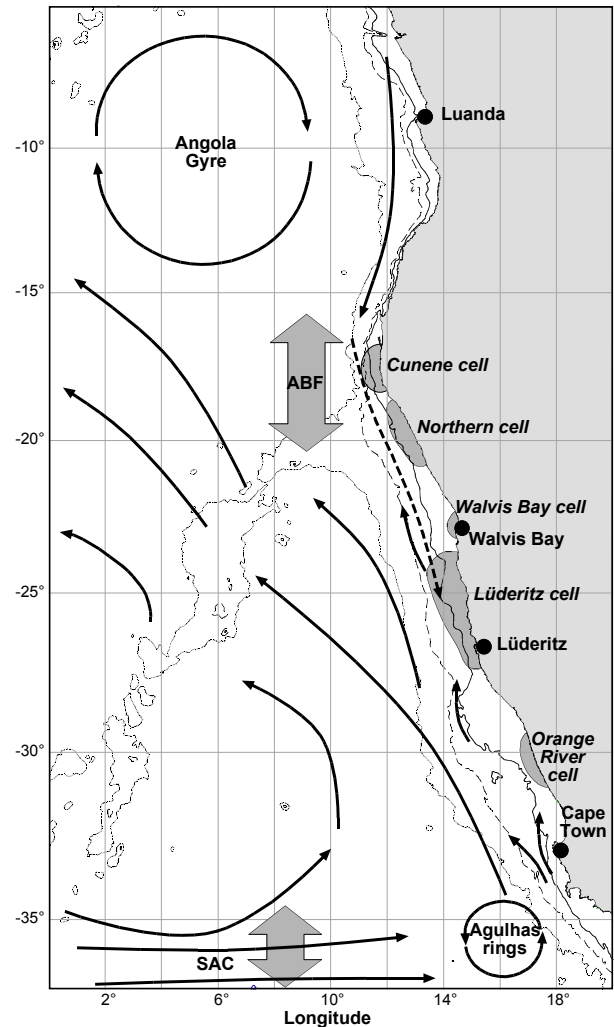 Luanda
-10°
Angola
Gyre
-15°
Cunene cell
ABF
Northern cell
-20°
Walvis Bay cell
Walvis Bay
-25°
Lüderitz cell
Lüderitz
-30°
Orange
River
cell
Cape
Town
-35°
Agulhas
rings
SAC
2°
6°
10°
14°
18°
Longitude